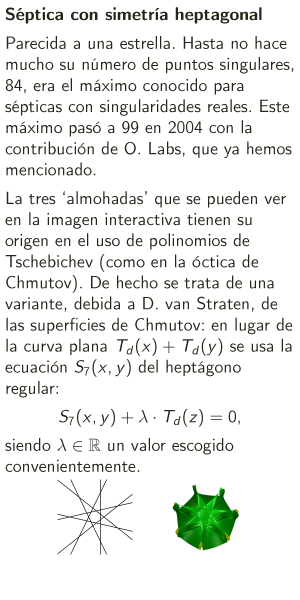 Séptica con simetría heptagonal
Parecida a una estrella. Hasta no hace
mucho su número de puntos singulares,
84, era el máximo conocido para
sépticas con singularidades reales. Este
máximo pasó a 99 en 2004 con la
contribución de O. Labs, que ya hemos
mencionado.
La tres ‘almohadas’ que se pueden ver
en la imagen interactiva tienen su
origen en el uso de polinomios de
Tschebichev (como en la óctica de
Chmutov). De hecho se trata de una
variante, debida a D. van Straten, de
las superficies de Chmutov: en lugar de
la curva plana T_d(x) + T_d(y) se usa la
ecuación S_7(x, y) del heptágono
regular:
S_7(x, y) + λ · T_d(z) = 0,
siendo λ ∈ ℝ un valor escogido
convenientemente.